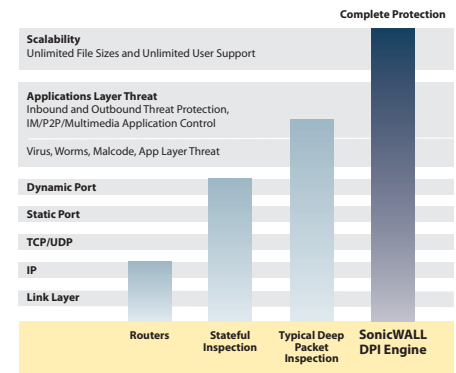 Complete Protection
Scalability
Unlimited File Sizes and Unlimited User Support
Applications Layer Threat
Inbound and Outbound Threat Protection,
IM/P2P/Multimedia Application Control
Virus, Worms, Malcode, App Layer Threat
Dynamic Port
Static Port
TCP/UDP
IP
Link Layer
Routers
Stateful
Inspection
Typical Deep
Packet
Inspection
SonicWALL
DPI Engine